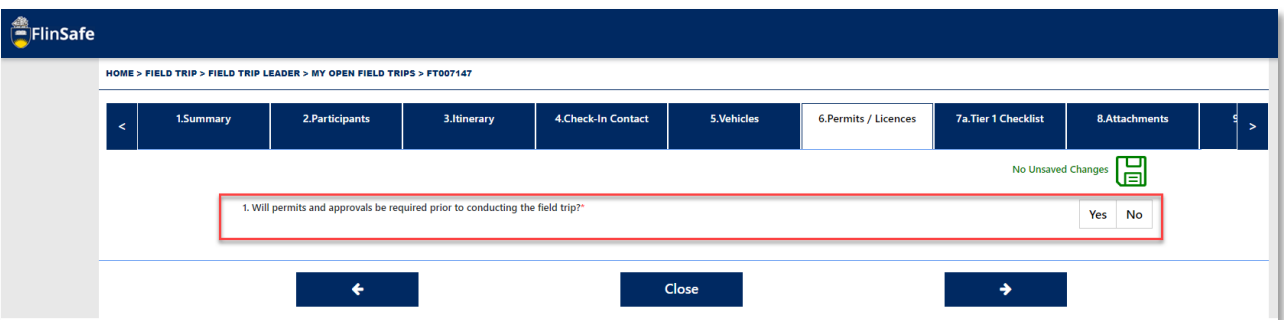 FlinSafe
HOME > FIELD TRIP > FIELD TRIP LEADER > MY OPEN FIELD TRIPS > FT007147
< 1.Summary 2.Participants 3.Itinerary 4.Check-In Contact 5.Vehicles 6.Permits / Licences 7a.Tier 1 Checklist 8.Attachments >
No Unsaved Changes
1. Will permits and approvals be required prior to conducting the field trip?* Yes No
Close